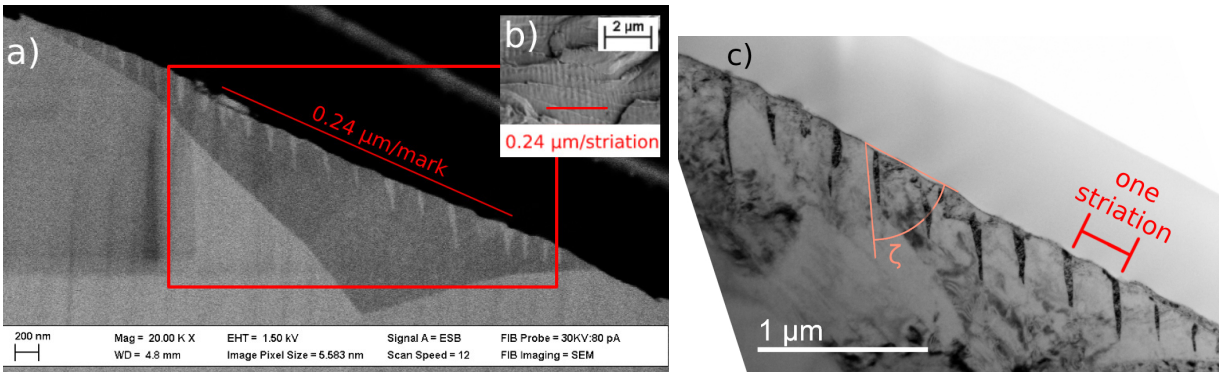 a)
0.24 µm/mark
b)
2 µm
0.24 µm/striation
200 nm
Mag = 20.00 K X
EHT = 1.50 kV
Signal A = ESB
FIB Probe = 30KV:80 pA
WD = 4.8 mm
Image Pixel Size = 5.583 nm
Scan Speed = 12
FIB Imaging = SEM
c)
one
striation
ζ
1 µm